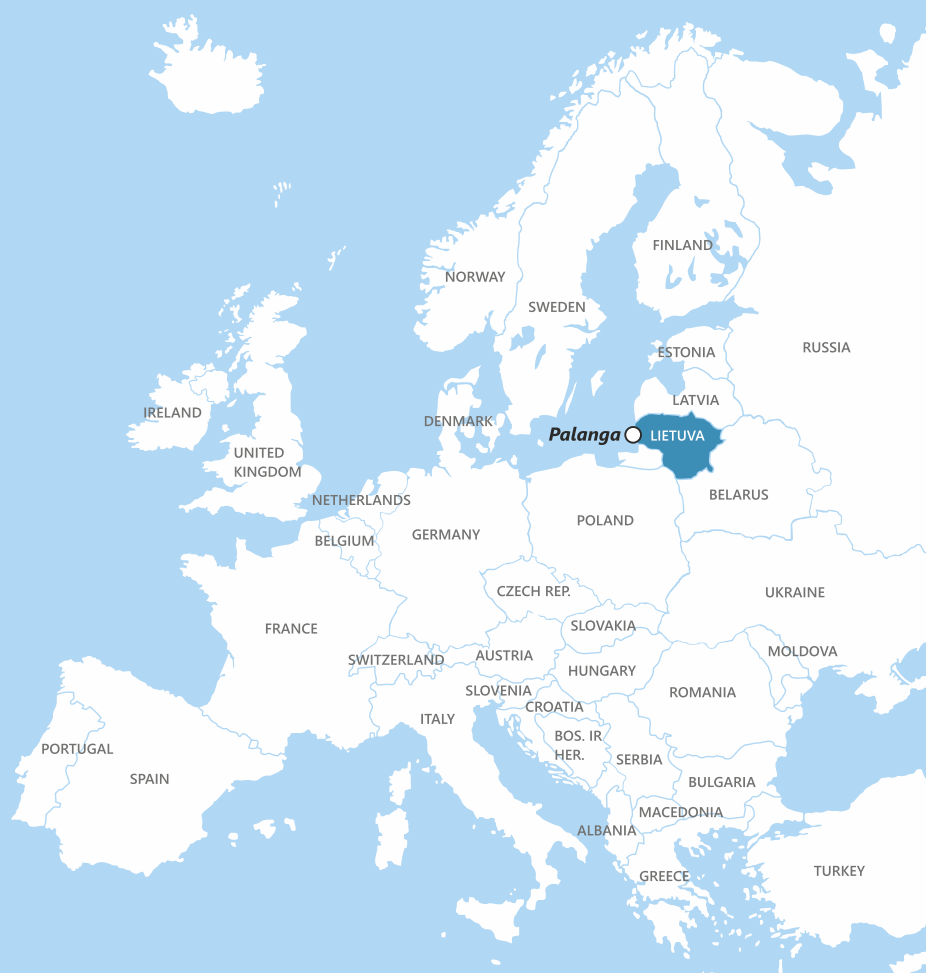 FINLAND
NORWAY
SWEDEN
RUSSIA
ESTONIA
LATVIA
IRELAND
DENMARK
Palanga
LIETUVA
UNITED
KINGDOM
BELARUS
NETHERLANDS
POLAND
GERMANY
BELGIUM
CZECH REP.
UKRAINE
SLOVAKIA
FRANCE
MOLDOVA
AUSTRIA
SWITZERLAND
HUNGARY
SLOVENIA
ROMANIA
CROATIA
ITALY
BOS. IR
HER.
PORTUGAL
SERBIA
SPAIN
BULGARIA
MACEDONIA
ALBANIA
TURKEY
GREECE